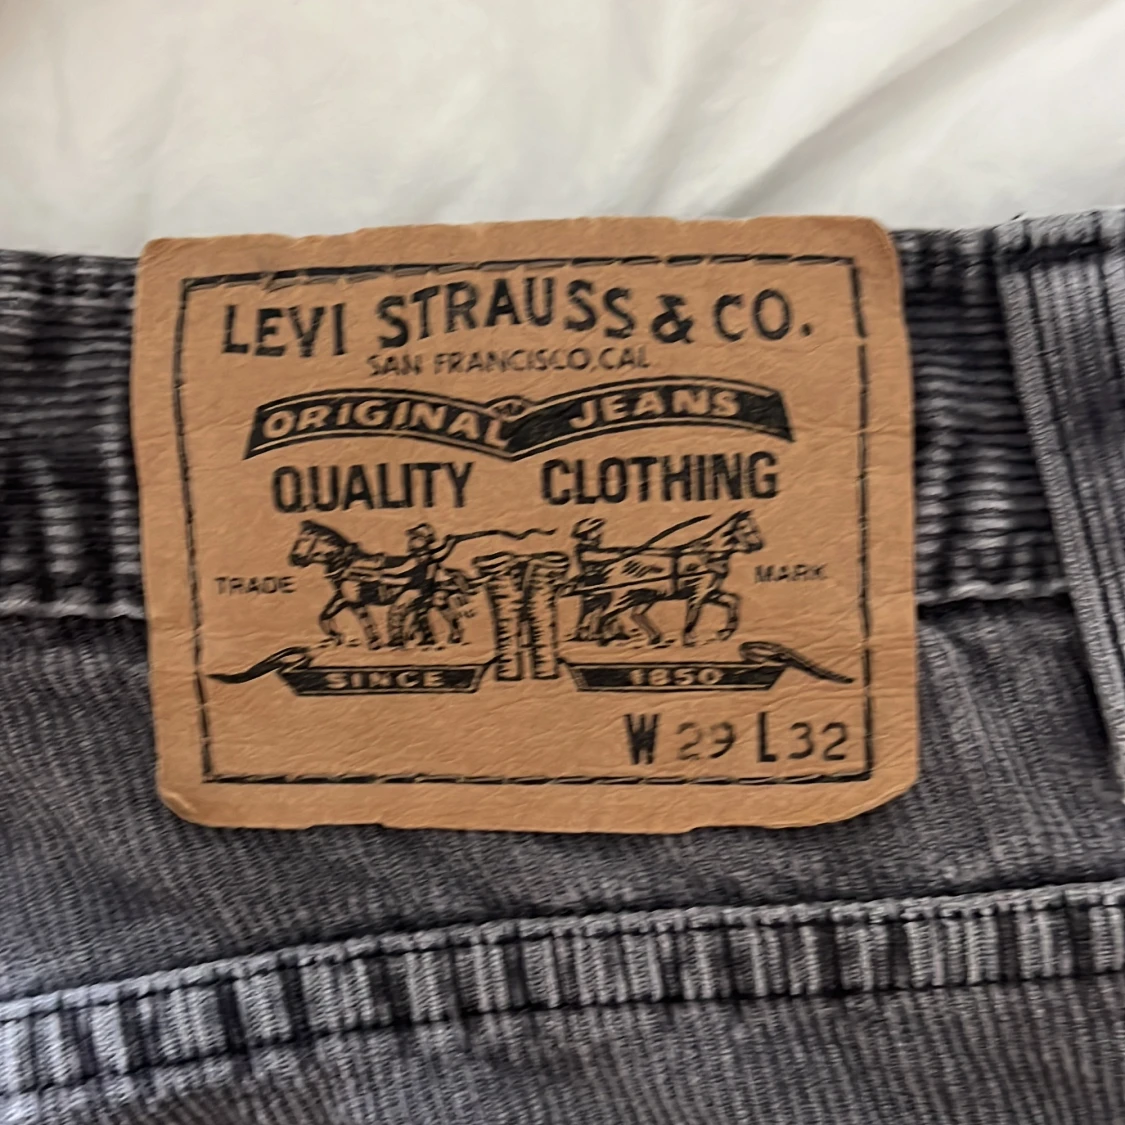 LEVI STRAUSS & CO.
SAN FRANCISCO, CAL
ORIGINAL JEANS
QUALITY CLOTHING
TRADE MARK
SINCE 1850
W 29 L 32